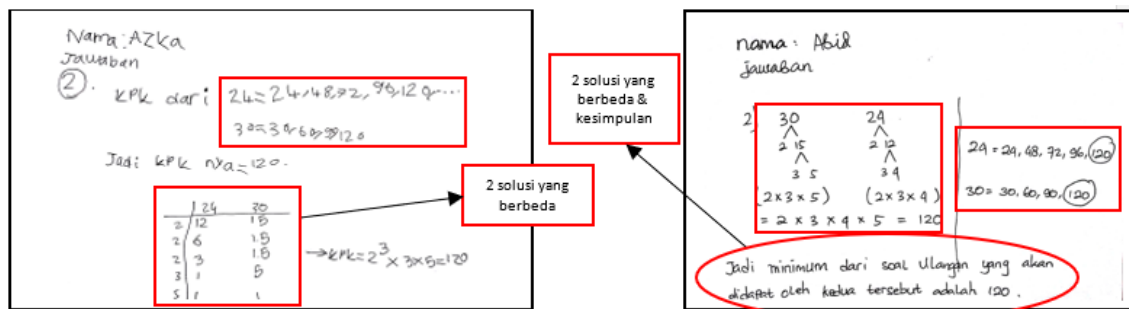 Nama: AZKA
Jawaban
2. KPK dari 24=24,48,72,96,120,...
30=30,60,90,120
Jadi KPK nya=120.
24 30
2 12 15
2 6 15
2 3 15
3 1 5
5 1 1
→KPK=2³×3×5=120
2 solusi yang
berbeda
2 solusi yang
berbeda &
kesimpulan
nama: Abid
jawaban
2) 30 24
2 15 2 12
3 5 3 4
(2×3×5) (2×3×4)
= 2 × 3 × 4 × 5 = 120
24 = 24, 48, 72, 96, 120
30 = 30, 60, 90, 120
Jadi minimum dari soal Ulangan yang akan
didapat oleh kedua tersebut adalah 120.